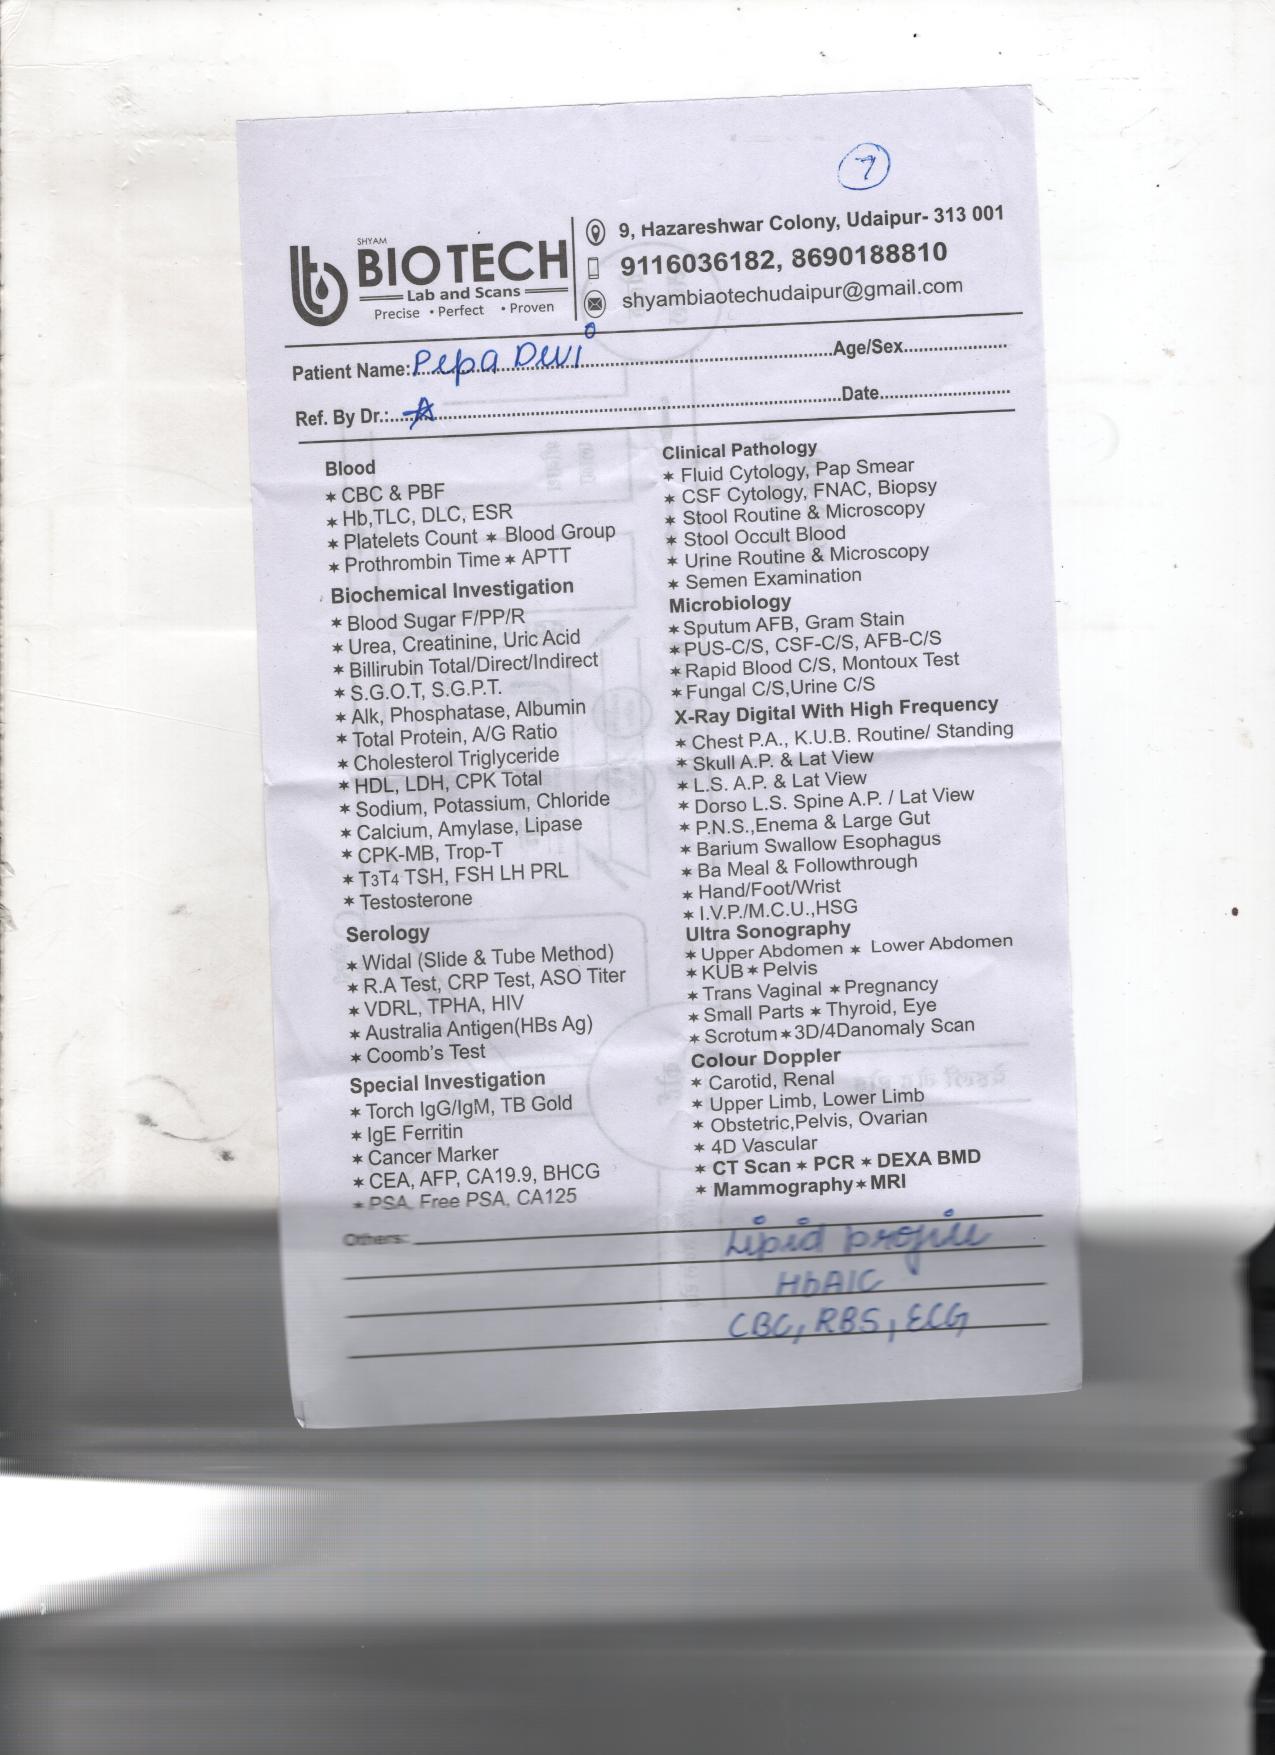 7
SHYAM
BIOTECH
Lab and Scans
Precise • Perfect • Proven
9, Hazareshwar Colony, Udaipur- 313 001
9116036182, 8690188810
shyambiaotechudaipur@gmail.com
Patient Name: Pepa Devi Age/Sex
Ref. By Dr.: Date
Blood
* CBC & PBF
* Hb,TLC, DLC, ESR
* Platelets Count * Blood Group
* Prothrombin Time * APTT
Biochemical Investigation
* Blood Sugar F/PP/R
* Urea, Creatinine, Uric Acid
* Billirubin Total/Direct/Indirect
* S.G.O.T, S.G.P.T.
* Alk, Phosphatase, Albumin
* Total Protein, A/G Ratio
* Cholesterol Triglyceride
* HDL, LDH, CPK Total
* Sodium, Potassium, Chloride
* Calcium, Amylase, Lipase
* CPK-MB, Trop-T
* T3T4 TSH, FSH LH PRL
* Testosterone
Serology
* Widal (Slide & Tube Method)
* R.A Test, CRP Test, ASO Titer
* VDRL, TPHA, HIV
* Australia Antigen(HBs Ag)
* Coomb's Test
Special Investigation
* Torch IgG/IgM, TB Gold
* IgE Ferritin
* Cancer Marker
* CEA, AFP, CA19.9, BHCG
* PSA, Free PSA, CA125
Clinical Pathology
* Fluid Cytology, Pap Smear
* CSF Cytology, FNAC, Biopsy
* Stool Routine & Microscopy
* Stool Occult Blood
* Urine Routine & Microscopy
* Semen Examination
Microbiology
* Sputum AFB, Gram Stain
* PUS-C/S, CSF-C/S, AFB-C/S
* Rapid Blood C/S, Montoux Test
* Fungal C/S,Urine C/S
X-Ray Digital With High Frequency
* Chest P.A., K.U.B. Routine/ Standing
* Skull A.P. & Lat View
* L.S. A.P. & Lat View
* Dorso L.S. Spine A.P. / Lat View
* P.N.S.,Enema & Large Gut
* Barium Swallow Esophagus
* Ba Meal & Followthrough
* Hand/Foot/Wrist
* I.V.P./M.C.U.,HSG
Ultra Sonography
* Upper Abdomen * Lower Abdomen
* KUB * Pelvis
* Trans Vaginal * Pregnancy
* Small Parts * Thyroid, Eye
* Scrotum * 3D/4Danomaly Scan
Colour Doppler
* Carotid, Renal
* Upper Limb, Lower Limb
* Obstetric,Pelvis, Ovarian
* 4D Vascular
* CT Scan * PCR * DEXA BMD
* Mammography * MRI
Others:
Lipid profile
HbA1C
CBC, RBS, ECG